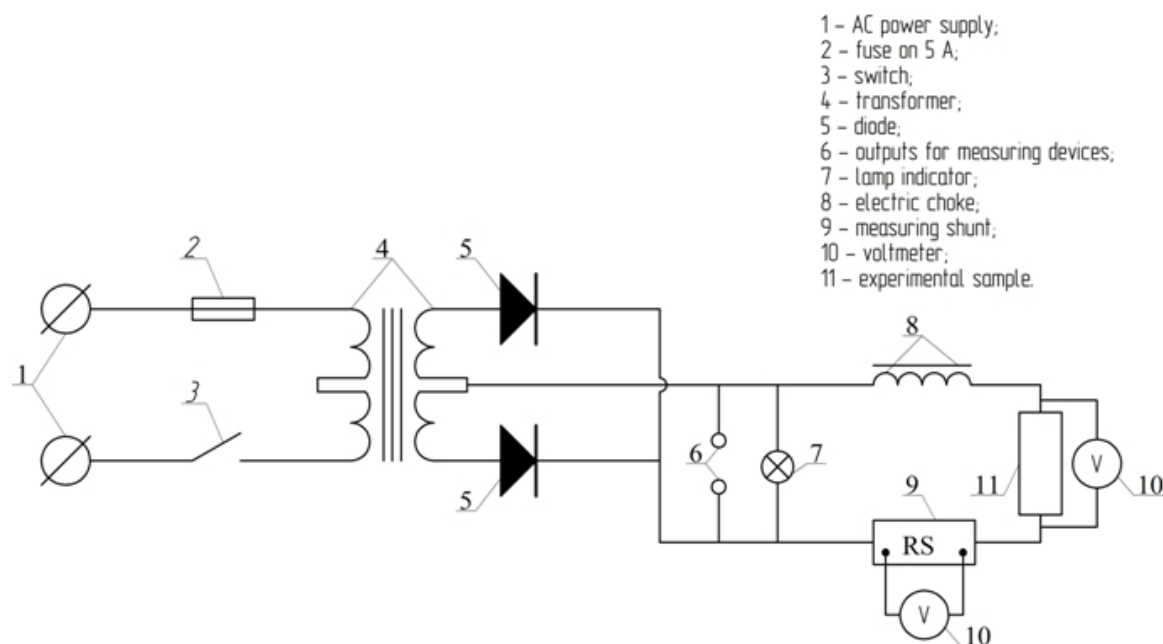 1 – AC power supply;
2 – fuse on 5 A;
3 – switch;
4 – transformer;
5 – diode;
6 – outputs for measuring devices;
7 – lamp indicator;
8 – electric choke;
9 – measuring shunt;
10 – voltmeter;
11 – experimental sample.
2
4
5
8
1
3
6
7
9
11
V
10
5
RS
V
10